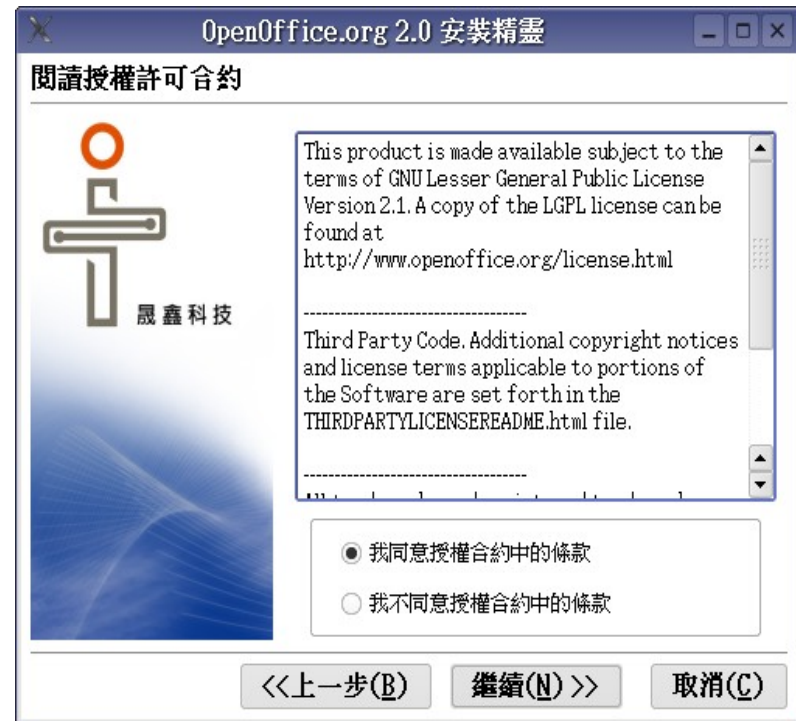 OpenOffice.org 2.0 安裝精靈
閱讀授權許可合約
This product is made available subject to the
terms of GNU Lesser General Public License
Version 2.1. A copy of the LGPL license can be
found at
http://www.openoffice.org/license.html
------------------------------------
Third Party Code. Additional copyright notices
and license terms applicable to portions of
the Software are set forth in the
THIRDPARTYLICENSEREADME.html file.
------------------------------------
晟鑫科技
我同意授權合約中的條款
我不同意授權合約中的條款
<<上一步(B)
繼續(N) >>
取消(C)